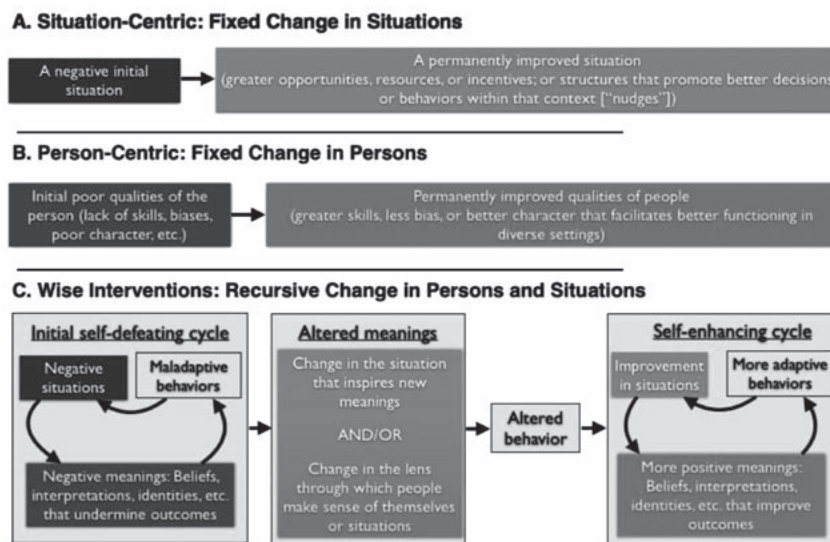 A. Situation-Centric: Fixed Change in Situations
A negative initial
situation
A permanently improved situation
(greater opportunities, resources, or incentives; or structures that promote better decisions
or behaviors within that context ["nudges"])
B. Person-Centric: Fixed Change in Persons
Initial poor qualities of the
person (lack of skills, biases,
poor character, etc.)
Permanently improved qualities of people
(greater skills, less bias, or better character that facilitates better functioning in
diverse settings)
C. Wise Interventions: Recursive Change in Persons and Situations
Initial self-defeating cycle
Negative
situations
Maladaptive
behaviors
Negative meanings: Beliefs,
interpretations, identities, etc.
that undermine outcomes
Altered meanings
Change in the situation
that inspires new
meanings
AND/OR
Change in the lens
through which people
make sense of themselves
or situations
Altered
behavior
Self-enhancing cycle
Improvement
in situations
More adaptive
behaviors
More positive meanings:
Beliefs, interpretations,
identities, etc. that improve
outcomes